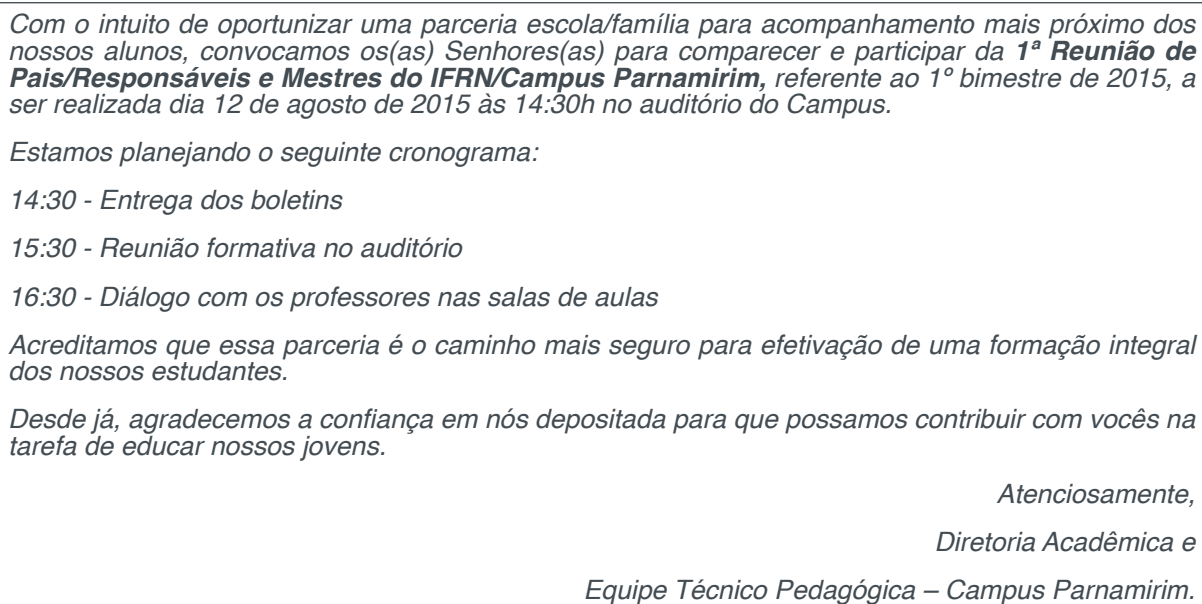 Com o intuito de oportunizar uma parceria escola/família para acompanhamento mais próximo dos
nossos alunos, convocamos os(as) Senhores(as) para comparecer e participar da 1ª Reunião de
Pais/Responsáveis e Mestres do IFRN/Campus Parnamirim, referente ao 1º bimestre de 2015, a
ser realizada dia 12 de agosto de 2015 às 14:30h no auditório do Campus.
Estamos planejando o seguinte cronograma:
14:30 - Entrega dos boletins
15:30 - Reunião formativa no auditório
16:30 - Diálogo com os professores nas salas de aulas
Acreditamos que essa parceria é o caminho mais seguro para efetivação de uma formação integral
dos nossos estudantes.
Desde já, agradecemos a confiança em nós depositada para que possamos contribuir com vocês na
tarefa de educar nossos jovens.
Atenciosamente,
Diretoria Acadêmica e
Equipe Técnico Pedagógica – Campus Parnamirim.